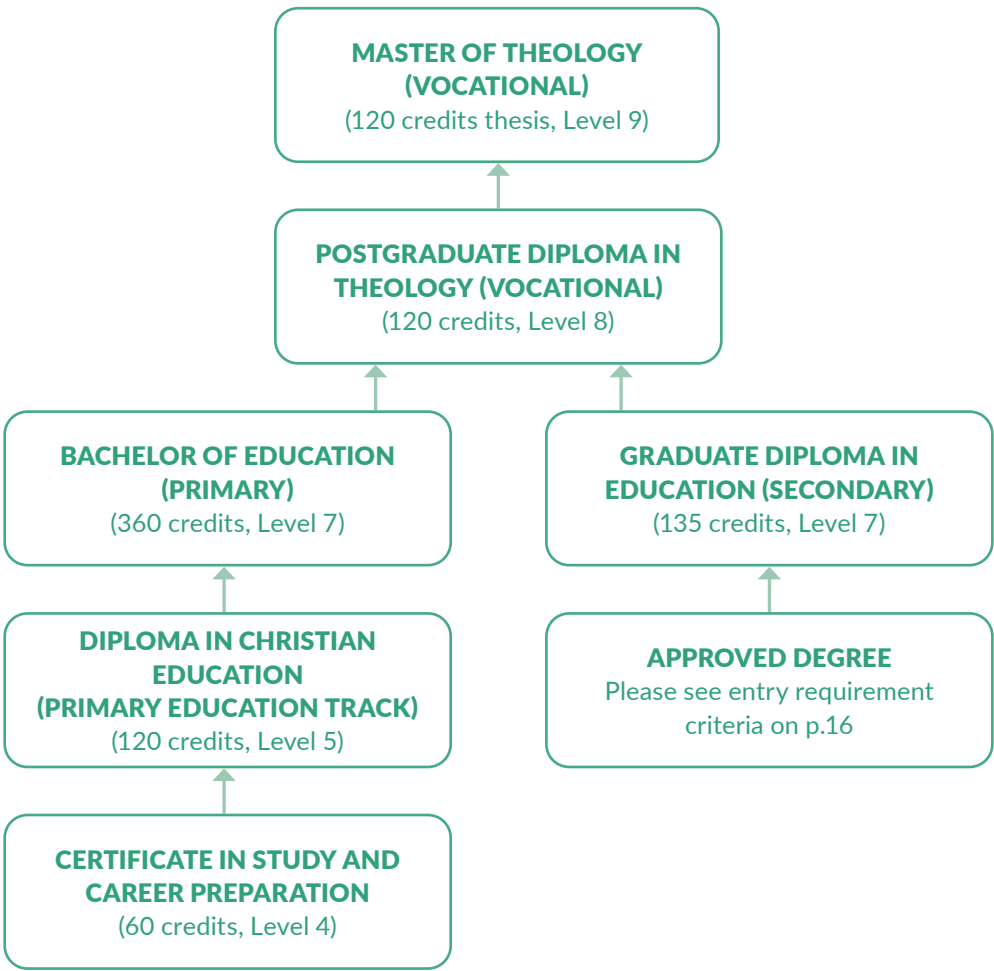 MASTER OF THEOLOGY
(VOCATIONAL)
(120 credits thesis, Level 9)
POSTGRADUATE DIPLOMA IN
THEOLOGY (VOCATIONAL)
(120 credits, Level 8)
BACHELOR OF EDUCATION
(PRIMARY)
(360 credits, Level 7)
GRADUATE DIPLOMA IN
EDUCATION (SECONDARY)
(135 credits, Level 7)
DIPLOMA IN CHRISTIAN
EDUCATION
(PRIMARY EDUCATION TRACK)
(120 credits, Level 5)
APPROVED DEGREE
Please see entry requirement
criteria on p.16
CERTIFICATE IN STUDY AND
CAREER PREPARATION
(60 credits, Level 4)